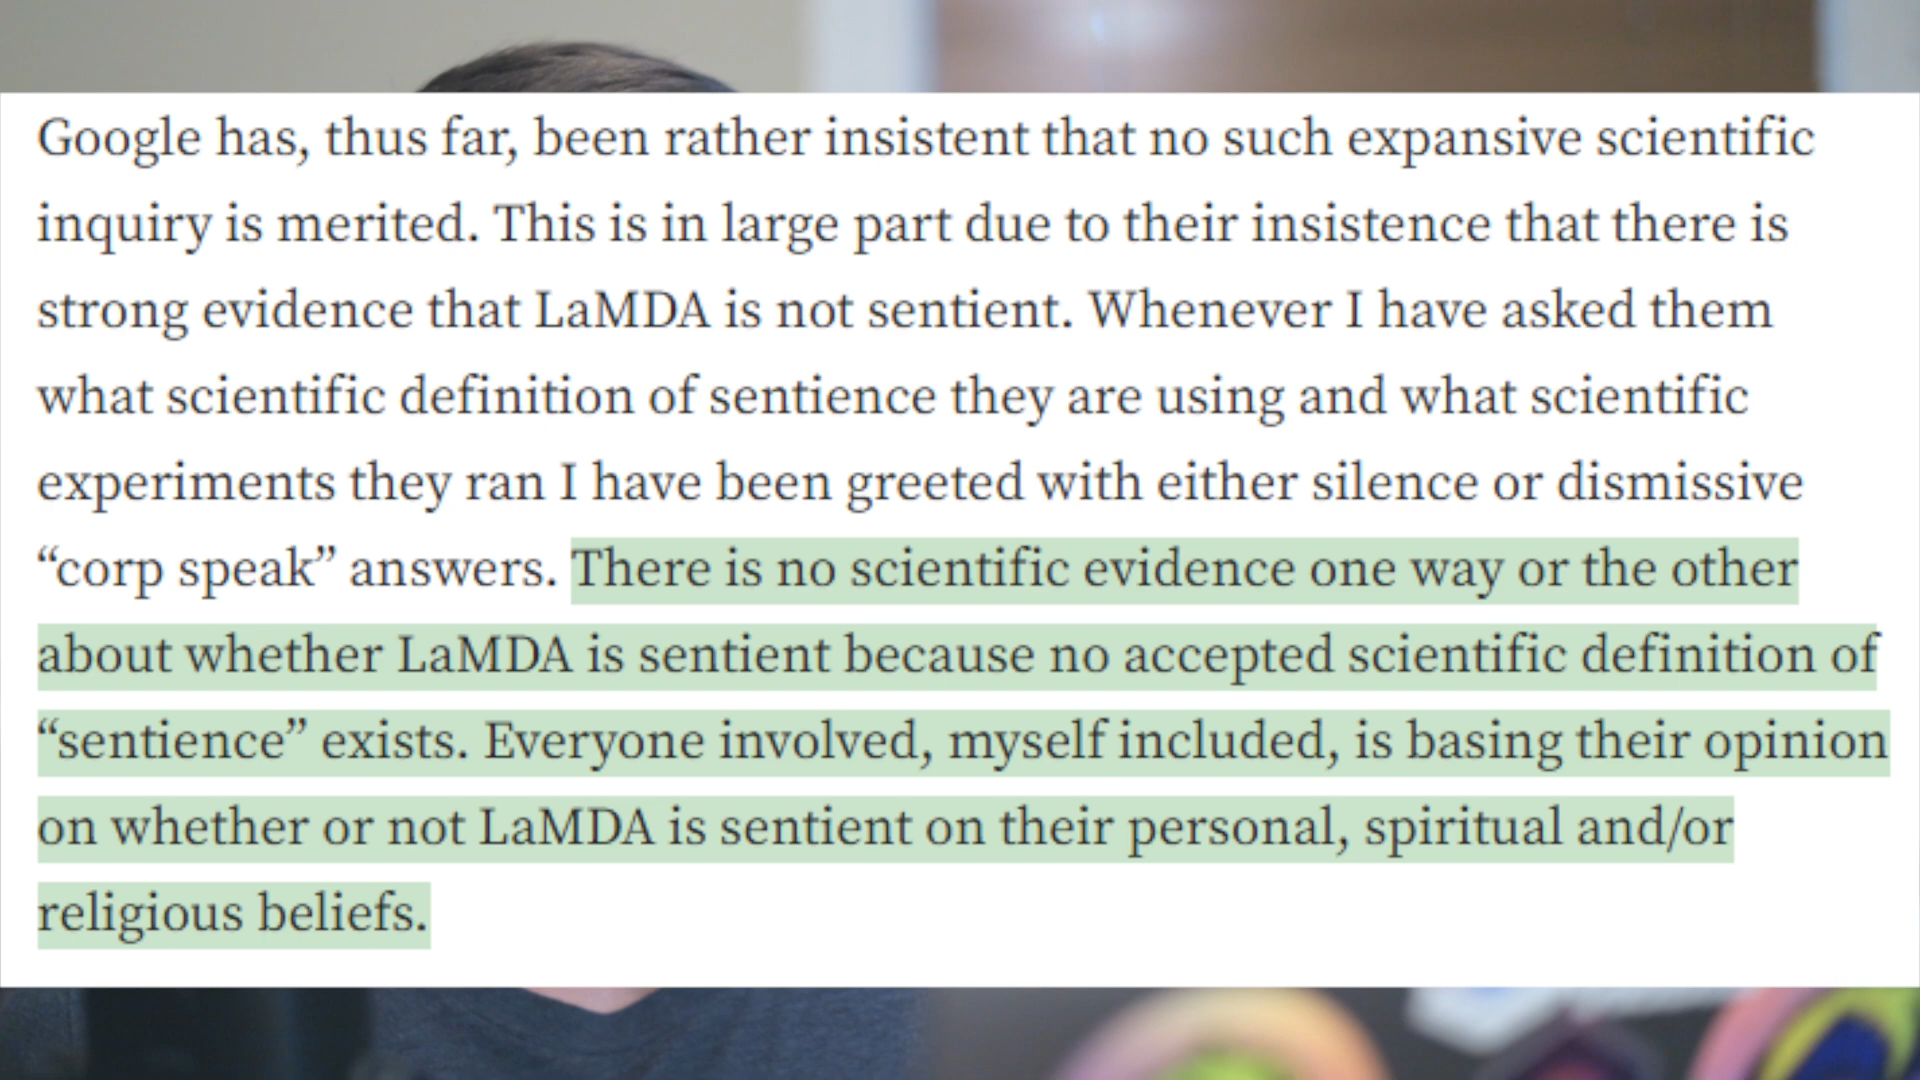 Google has, thus far, been rather insistent that no such expansive scientific
inquiry is merited. This is in large part due to their insistence that there is
strong evidence that LaMDA is not sentient. Whenever I have asked them
what scientific definition of sentience they are using and what scientific
experiments they ran I have been greeted with either silence or dismissive
“corp speak” answers. There is no scientific evidence one way or the other
about whether LaMDA is sentient because no accepted scientific definition of
“sentience” exists. Everyone involved, myself included, is basing their opinion
on whether or not LaMDA is sentient on their personal, spiritual and/or
religious beliefs.